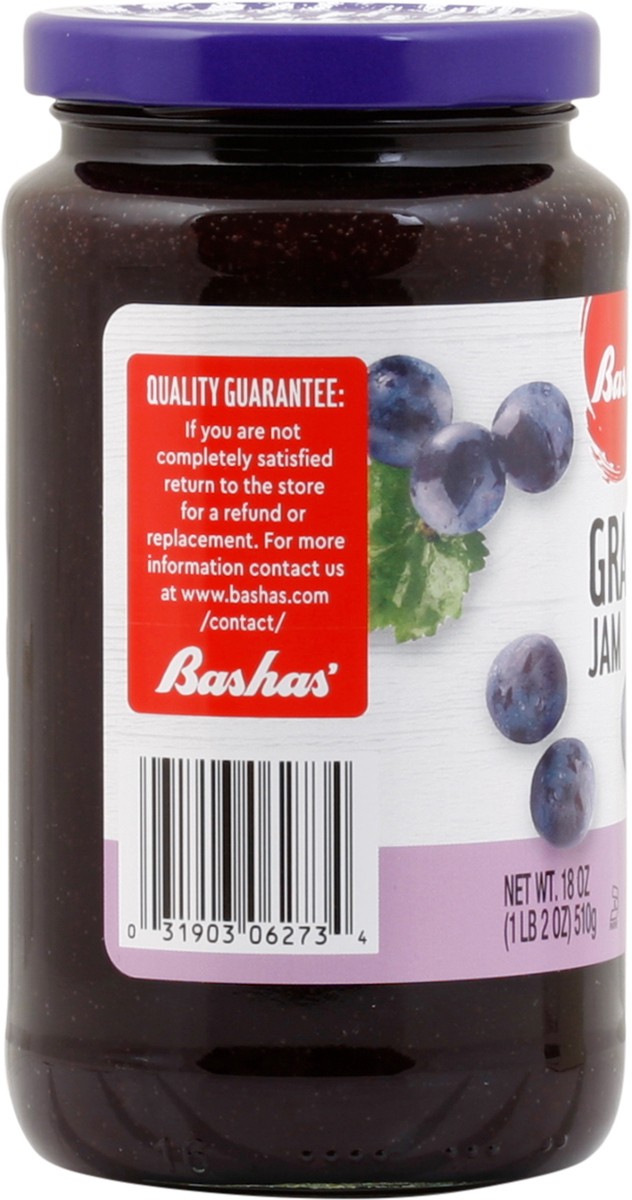 QUALITY GUARANTEE:
If you are not
completely satisfied
return to the store
for a refund or
replacement. For more
information contact us
at www.bashas.com
/contact/
Bashas'
0 31903 06273 4
Bas
GRA
JAM
NET WT. 18 OZ
(1 LB 2 OZ) 510g